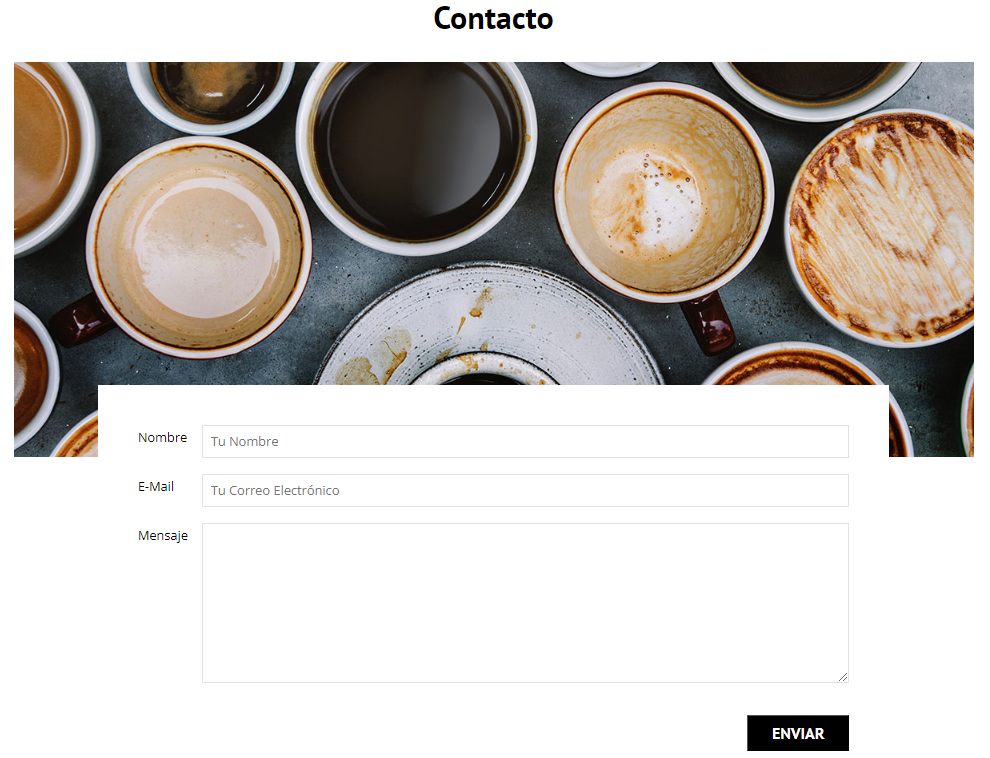 Contacto
Nombre
Tu Nombre
E-Mail
Tu Correo Electrónico
Mensaje
ENVIAR